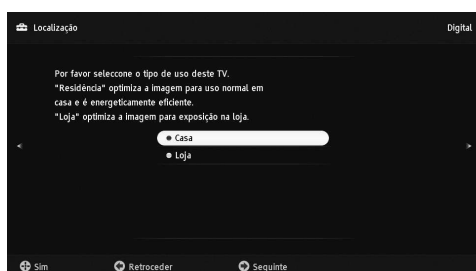 Localização
Digital
Por favor seleccone o tipo de uso deste TV.
"Residência" optimiza a imagem para uso normal em
casa e é energeticamente eficiente.
"Loja" optimiza a imagem para exposição na loja.
Casa
Loja
Sim
Retroceder
Seguinte